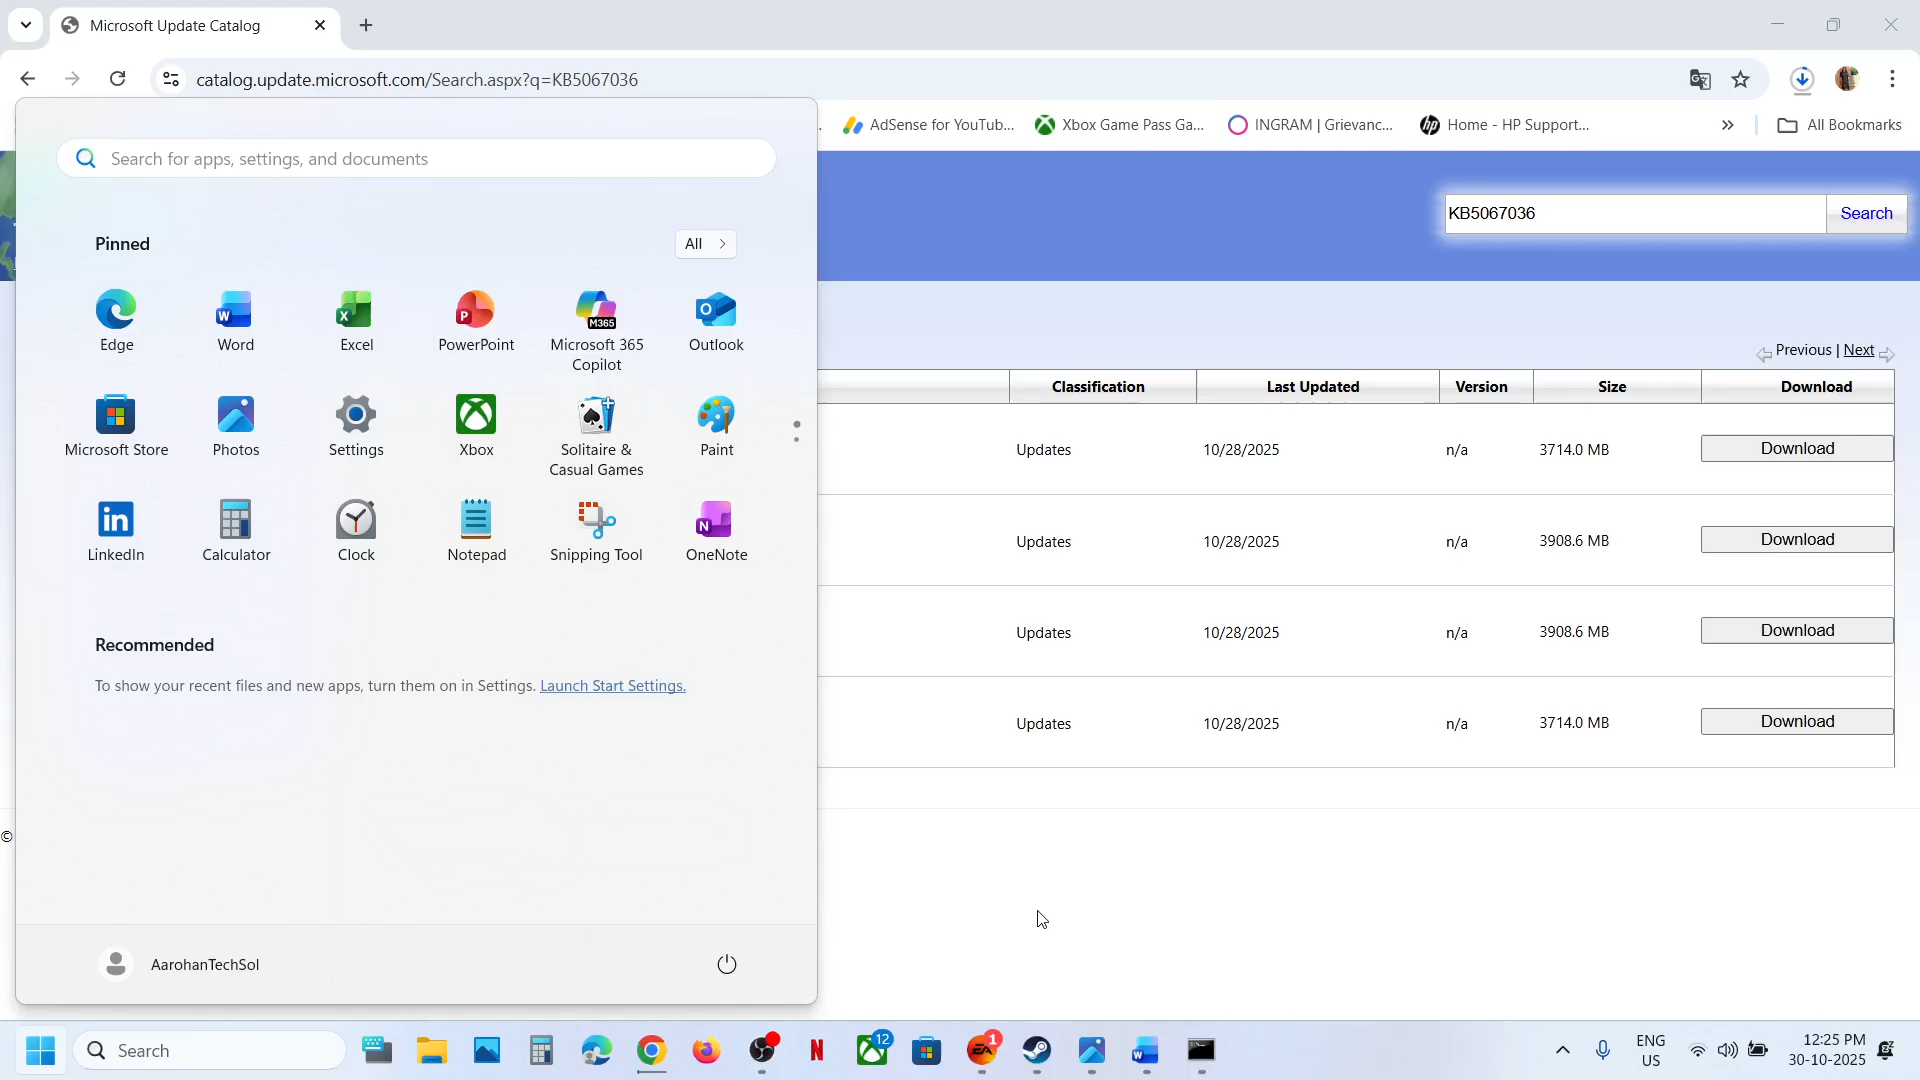 Microsoft Update Catalog
catalog.update.microsoft.com/Search.aspx?q=KB5067036
AdSense for YouTub...
Xbox Game Pass Ga...
INGRAM | Grievanc...
Home - HP Support...
All Bookmarks
Search for apps, settings, and documents
KB5067036
Search
Pinned
All
Previous | Next
Edge
Word
Excel
PowerPoint
Microsoft 365
Copilot
M365
Outlook
Classification
Last Updated
Version
Size
Download
Microsoft Store
Photos
Settings
Xbox
Solitaire &
Casual Games
Paint
Updates
10/28/2025
n/a
3714.0 MB
Download
LinkedIn
Calculator
Clock
Notepad
Snipping Tool
OneNote
Updates
10/28/2025
n/a
3908.6 MB
Download
Recommended
To show your recent files and new apps, turn them on in Settings. Launch Start Settings.
Updates
10/28/2025
n/a
3908.6 MB
Download
Updates
10/28/2025
n/a
3714.0 MB
Download
©
AarohanTechSol
Search
12
1
ENG
US
12:25 PM
30-10-2025